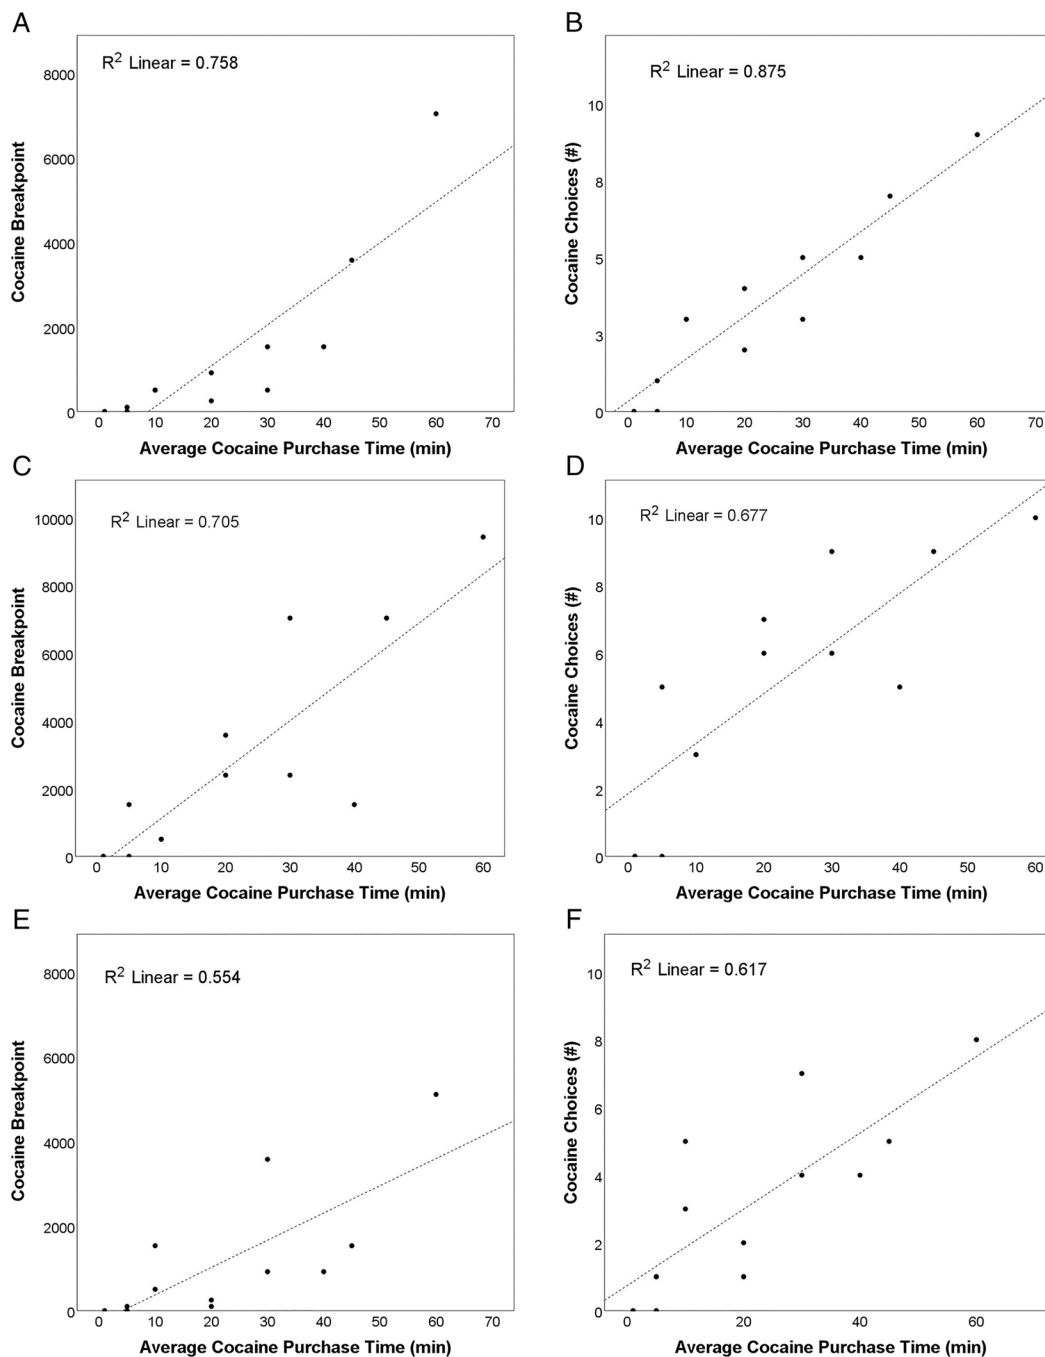 A
R2 Linear = 0.758
Cocaine Breakpoint
8000
6000
4000
2000
0
0 10 20 30 40 50 60 70
Average Cocaine Purchase Time (min)
B
R2 Linear = 0.875
Cocaine Choices (#)
10
8
5
3
0
0 10 20 30 40 50 60 70
Average Cocaine Purchase Time (min)
C
R2 Linear = 0.705
Cocaine Breakpoint
10000
8000
6000
4000
2000
0
0 10 20 30 40 50 60
Average Cocaine Purchase Time (min)
D
R2 Linear = 0.677
Cocaine Choices (#)
10
8
6
4
2
0
0 10 20 30 40 50 60
Average Cocaine Purchase Time (min)
E
R2 Linear = 0.554
Cocaine Breakpoint
8000
6000
4000
2000
0
0 10 20 30 40 50 60 70
Average Cocaine Purchase Time (min)
F
R2 Linear = 0.617
Cocaine Choices (#)
10
8
6
4
2
0
0 20 40 60
Average Cocaine Purchase Time (min)